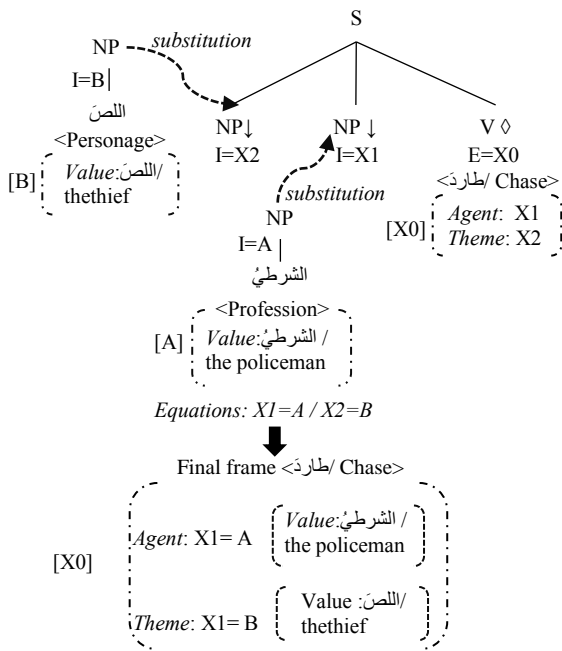 S
NP
substitution
I=B
اللصَ
<Personage>
[B]
Value:اللصَ/
thethief
NP↓
I=X2
NP ↓
I=X1
V ◊
E=X0
<طاردَ/ Chase>
[X0]
Agent: X1
Theme: X2
substitution
NP
I=A
الشرطيُ
<Profession>
[A]
Value:الشرطيُ /
the policeman
Equations: X1=A / X2=B
Final frame <طاردَ/ Chase>
[X0]
Agent: X1= A
Value:الشرطيُ /
the policeman
Theme: X1= B
Value :اللصَ/
thethief